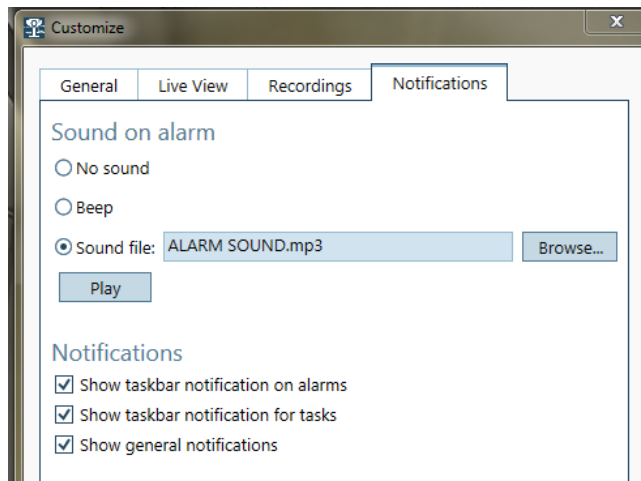 Customize
X
General Live View Recordings Notifications
Sound on alarm
No sound
Beep
Sound file: ALARM SOUND.mp3 Browse...
Play
Notifications
Show taskbar notification on alarms
Show taskbar notification for tasks
Show general notifications